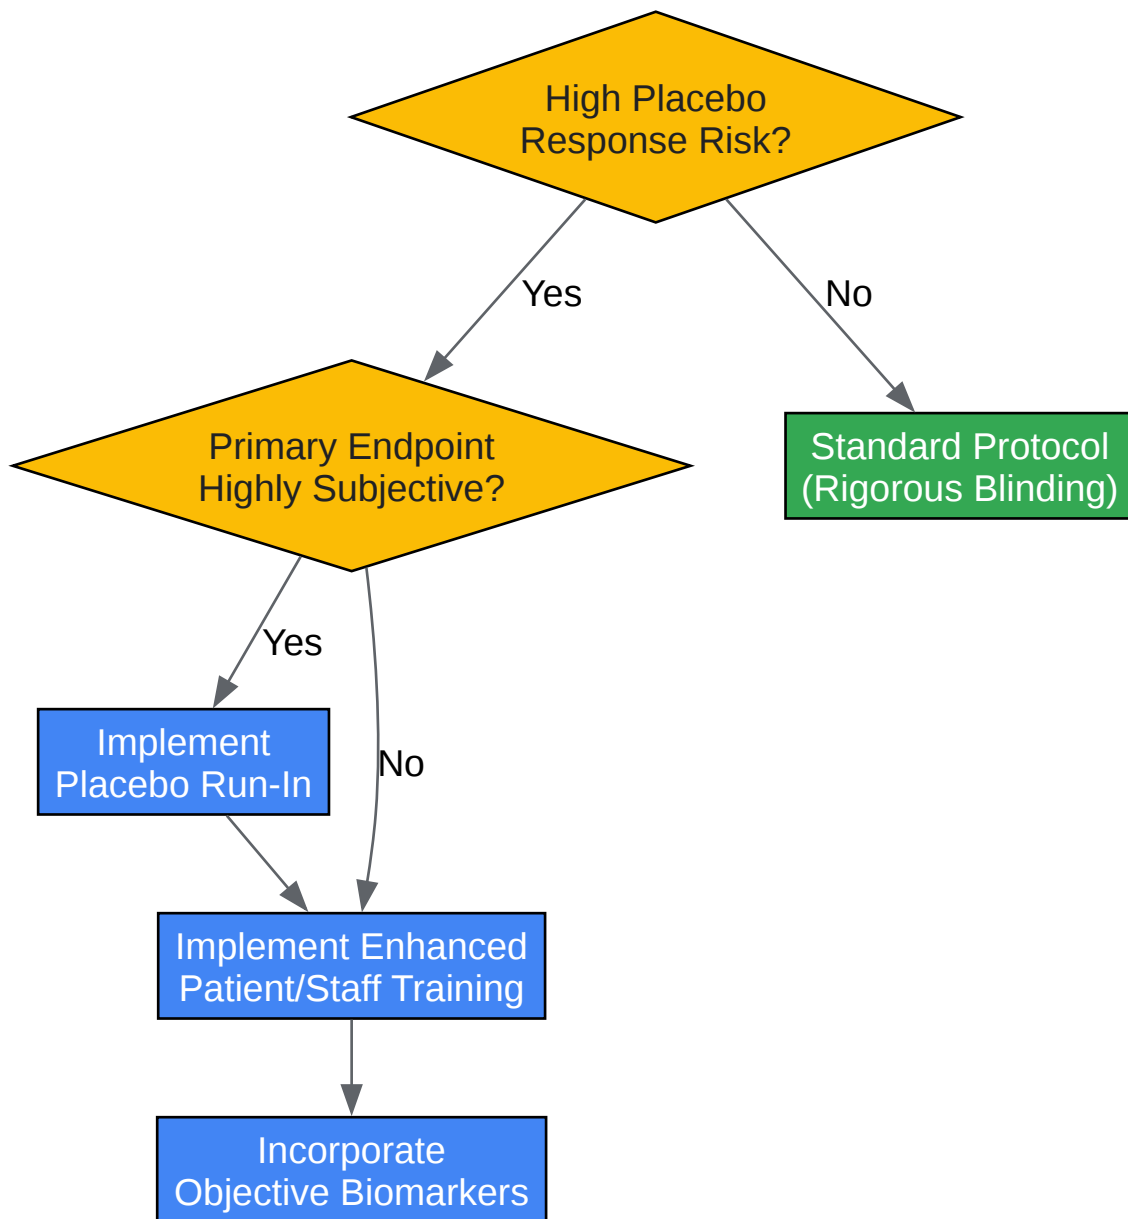 High Placebo
Response Risk?
Yes
No
Primary Endpoint
Highly Subjective?
Standard Protocol
(Rigorous Blinding)
Yes
Implement
Placebo Run-In
No
Implement Enhanced
Patient/Staff Training
Incorporate
Objective Biomarkers